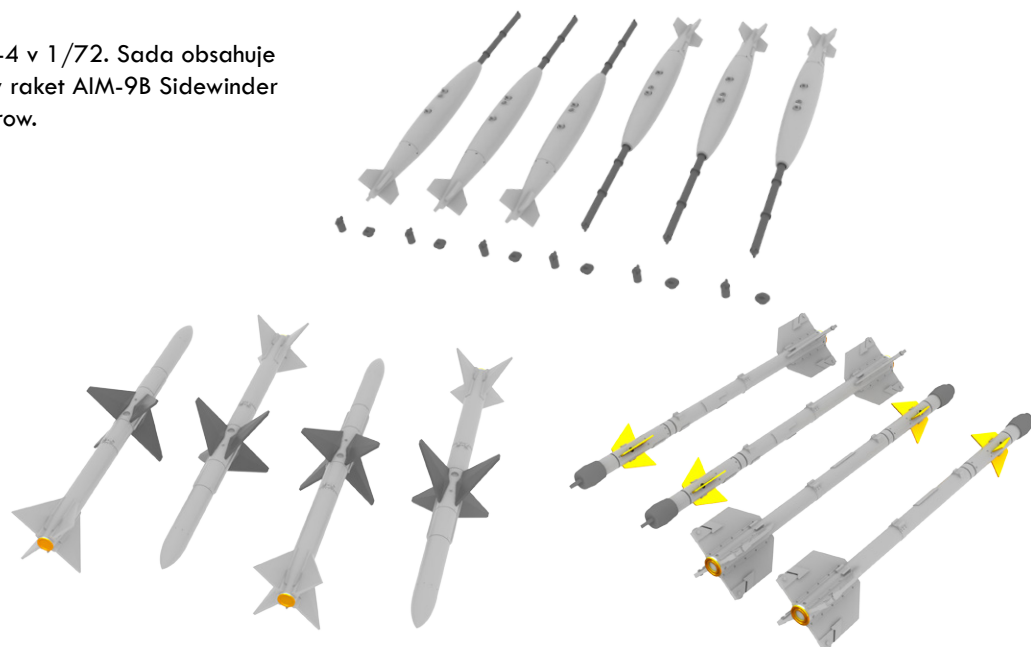 -4 v 1/72. Sada obsahuje
raket AIM-9B Sidewinder
row.